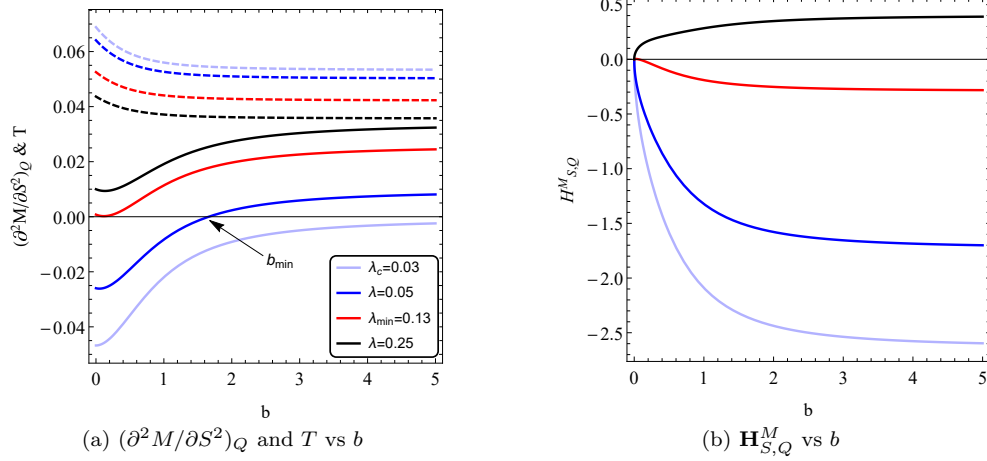 (∂²M/∂S²)_Q & T
0.06
0.04
0.02
0.00
−0.02
−0.04
b_min
λ_c=0.03
λ=0.05
λ_min=0.13
λ=0.25
0 1 2 3 4 5
b
(a) (∂²M/∂S²)_Q and T vs b
H^M_{S,Q}
0.5
0.0
−0.5
−1.0
−1.5
−2.0
−2.5
0 1 2 3 4 5
b
(b) H^M_{S,Q} vs b